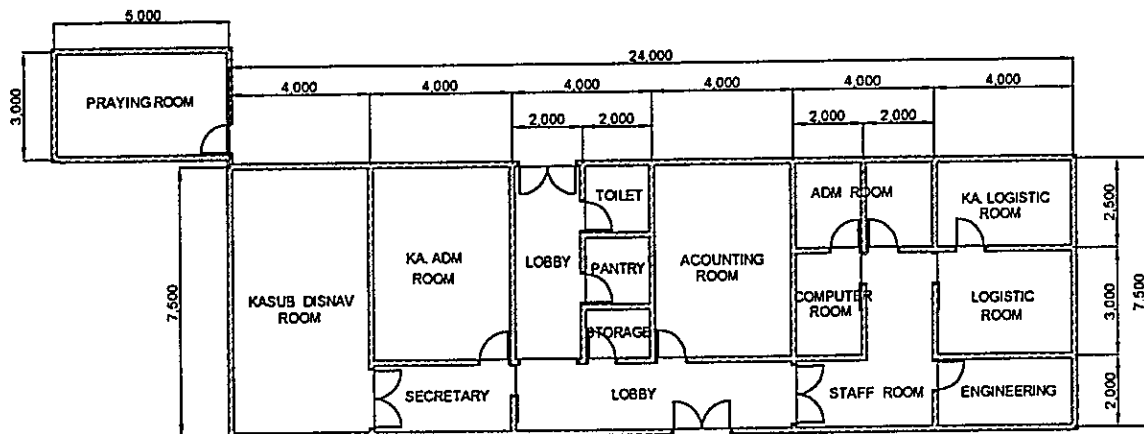 5,000
24,000
4,000
4,000
4,000
4,000
4,000
4,000
PRAYING ROOM
3,000
2,000
2,000
2,000
2,000
TOILET
ADM ROOM
KA. LOGISTIC
ROOM
2,500
KA. ADM
ROOM
LOBBY
PANTRY
ACOUNTING
ROOM
KASUB DISNAV
ROOM
7,500
COMPUTER
ROOM
LOGISTIC
ROOM
3,000
7,500
STORAGE
SECRETARY
LOBBY
STAFF ROOM
ENGINEERING
2,000